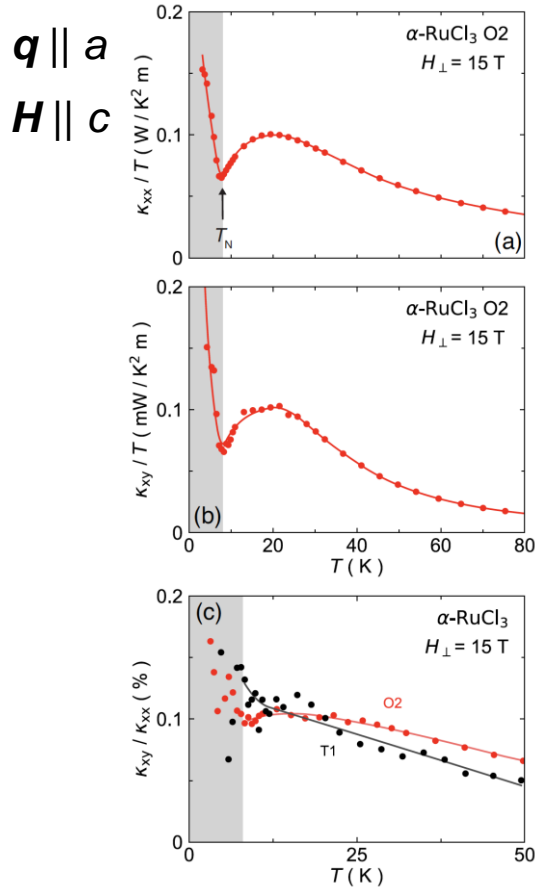 q || a
H || c
α-RuCl₃ O2
H⊥ = 15 T
0.2
0.1
0
κxx / T ( W / K² m )
TN
(a)
α-RuCl₃ O2
H⊥ = 15 T
0.2
0.1
0
κxy / T ( mW / K² m )
(b)
0 20 40 60 80
T ( K )
(c)
α-RuCl₃
H⊥ = 15 T
0.2
0.1
0
κxy / κxx ( % )
O2
T1
0 25 50
T ( K )